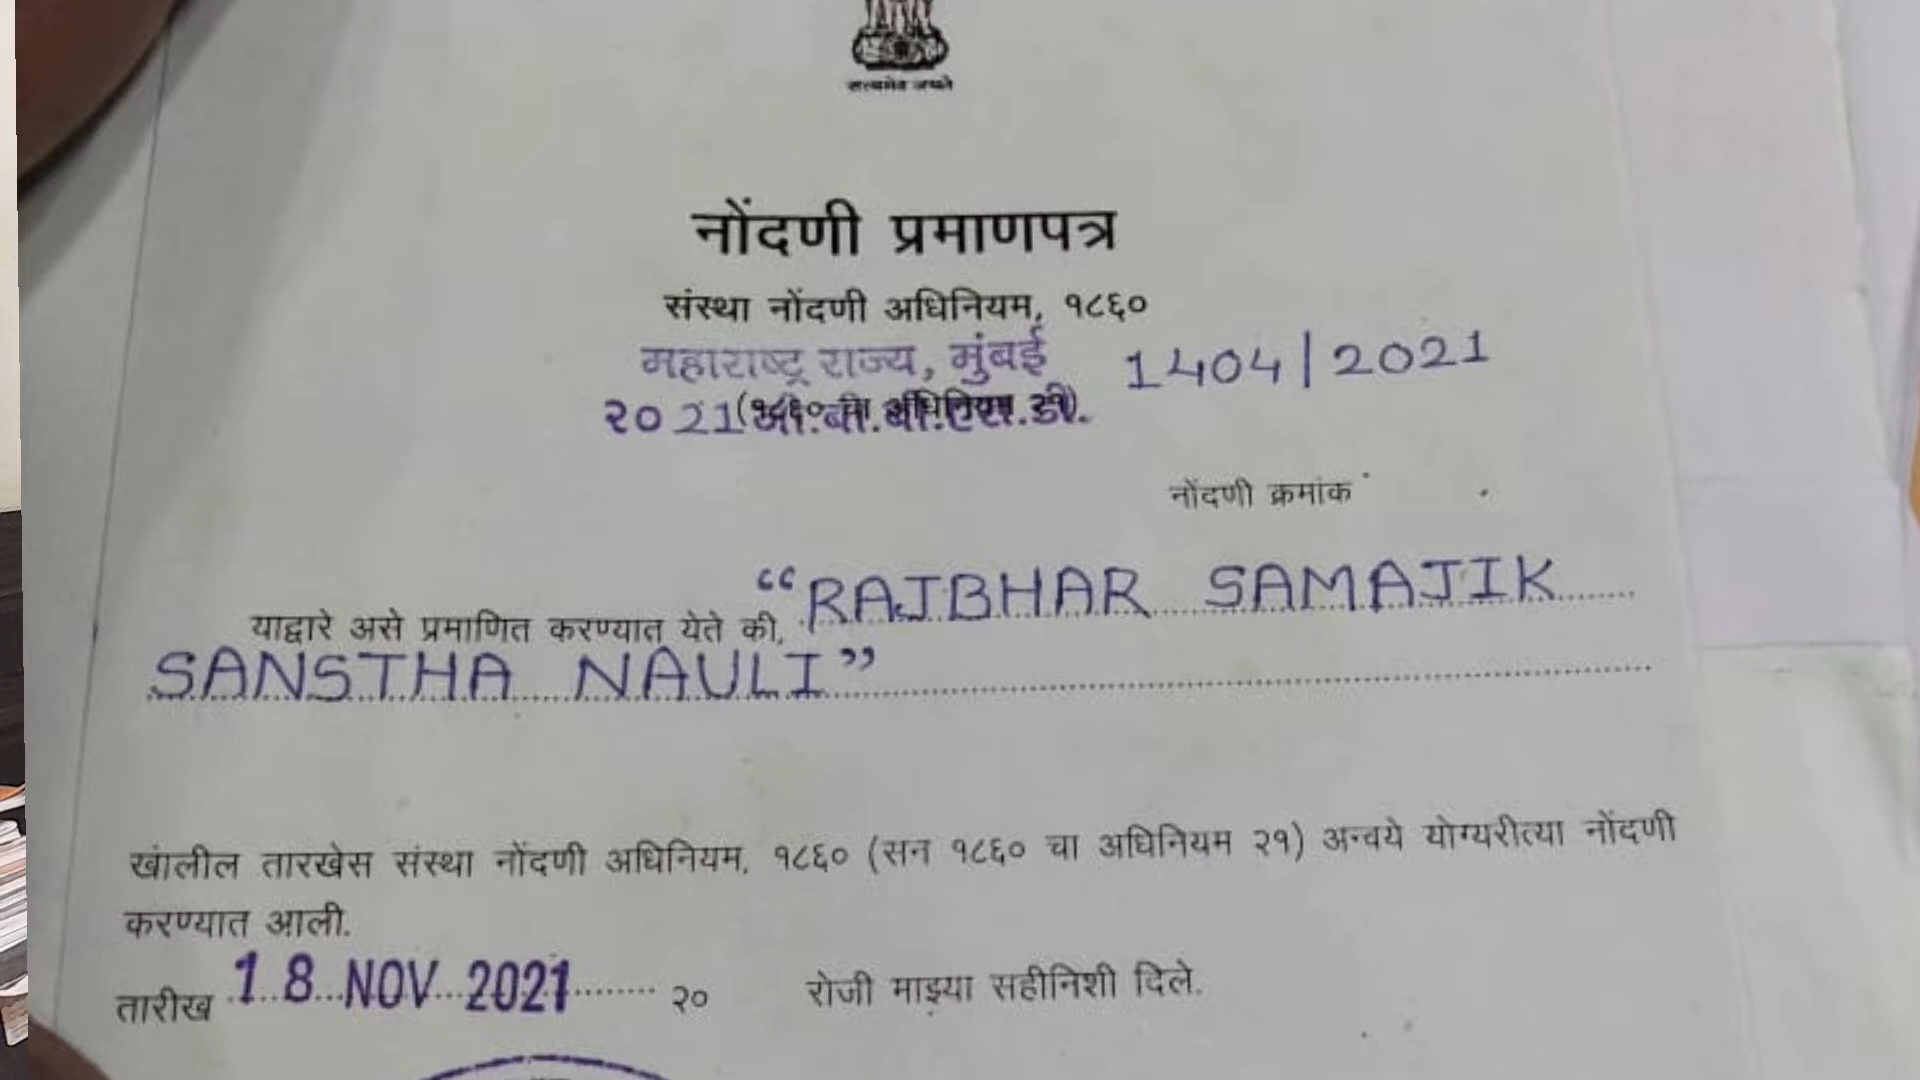 सत्यमेव जयते
नोंदणी प्रमाणपत्र
संस्था नोंदणी अधिनियम, १८६०
महाराष्ट्र राज्य, मुंबई 1404/2021
२०21 जी.बी.बी.एस.डी.
नोंदणी क्रमांक
याद्वारे असे प्रमाणित करण्यात येते की, “RAJBHAR SAMAJIK
SANSTHA NAULI”
खालील तारखेस संस्था नोंदणी अधिनियम, १८६० (सन १८६० चा अधिनियम २१) अन्वये योग्यरीत्या नोंदणी
करण्यात आली.
तारीख 18 NOV 2021 २० रोजी माझ्या सहीनिशी दिले.